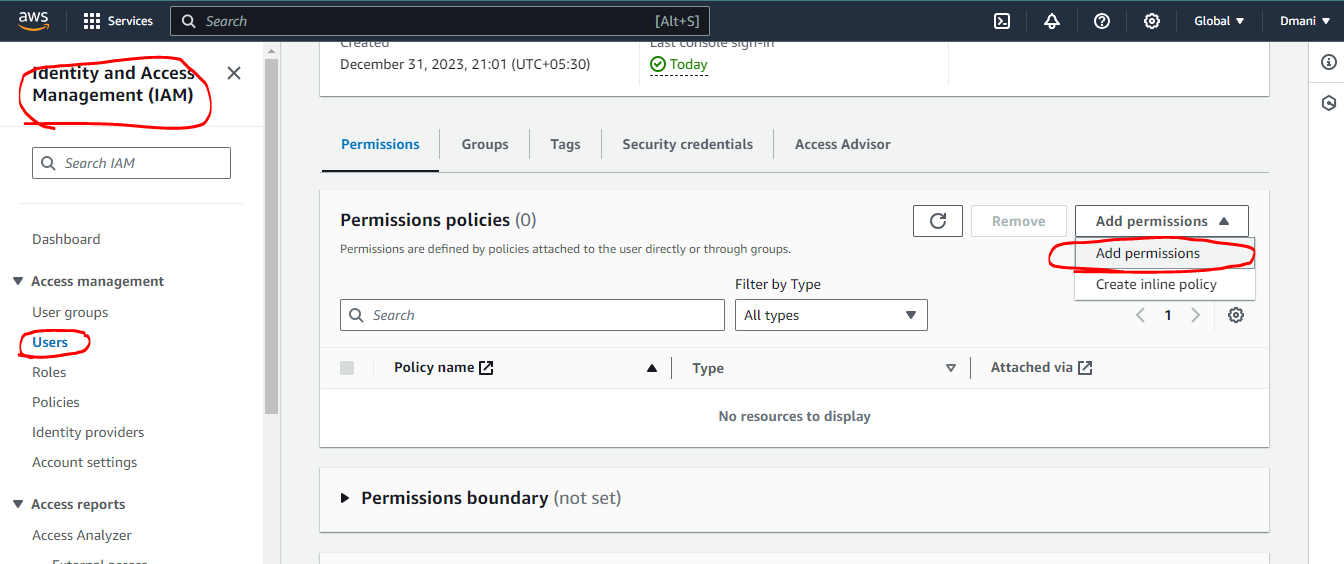 aws Services Search [Alt+S] Global Dmani
Identity and Access
Management (IAM)
Search IAM
Dashboard
Access management
User groups
Users
Roles
Policies
Identity providers
Account settings
Access reports
Access Analyzer
External access
Created Last console sign-in
December 31, 2023, 21:01 (UTC+05:30) Today
Permissions Groups Tags Security credentials Access Advisor
Permissions policies (0) Remove Add permissions
Permissions are defined by policies attached to the user directly or through groups.
Add permissions
Create inline policy
Filter by Type
Search All types 1
Policy name Type Attached via
No resources to display
Permissions boundary (not set)